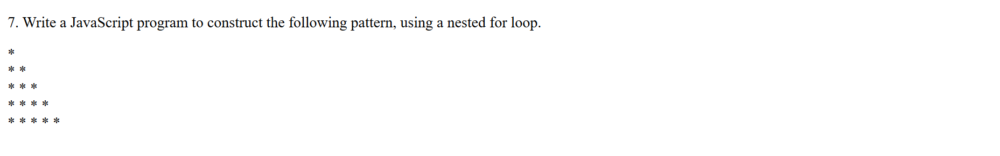 7. Write a JavaScript program to construct the following pattern, using a nested for loop.
*
* *
* * *
* * * *
* * * * *